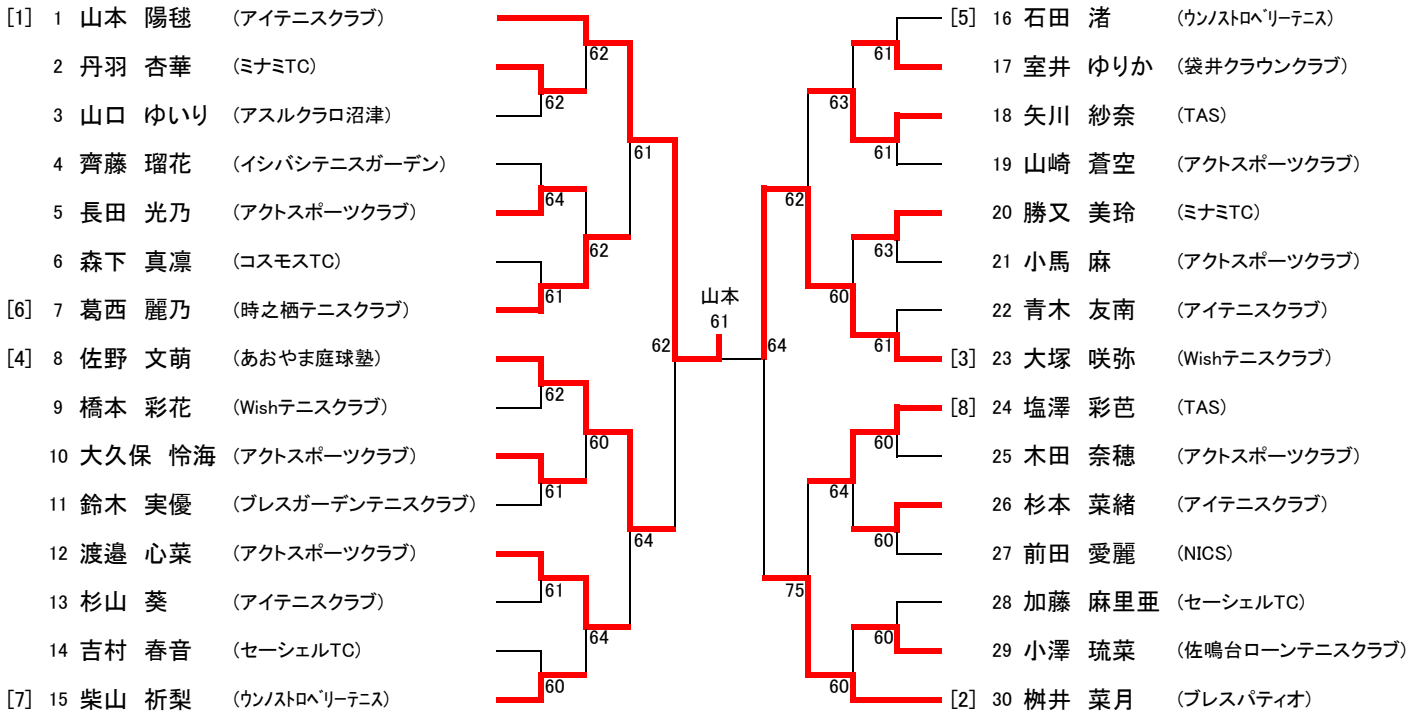 [1] 1 山本 陽毬 (アイテニスクラブ)
2 丹羽 杏華 (ミナミTC)
3 山口 ゆいり (アスルクラロ沼津)
4 齊藤 瑠花 (イシバシテニスガーデン)
5 長田 光乃 (アクトスポーツクラブ)
6 森下 真凛 (コスモスTC)
[6] 7 葛西 麗乃 (時之栖テニスクラブ)
[4] 8 佐野 文萌 (あおやま庭球塾)
9 橋本 彩花 (Wishテニスクラブ)
10 大久保 怜海 (アクトスポーツクラブ)
11 鈴木 実優 (ブレスガーデンテニスクラブ)
12 渡邉 心菜 (アクトスポーツクラブ)
13 杉山 葵 (アイテニスクラブ)
14 吉村 春音 (セーシェルTC)
[7] 15 柴山 祈梨 (ウンノストロベリーテニス)
62
62
64
61
62
61
61
60
62
61
64
61
64
60
62
山本
61
64
62
75
63
60
64
60
61
61
63
61
60
60
60
[5] 16 石田 渚 (ウンノストロベリーテニス)
17 室井 ゆりか (袋井クラウンクラブ)
18 矢川 紗奈 (TAS)
19 山崎 蒼空 (アクトスポーツクラブ)
20 勝又 美玲 (ミナミTC)
21 小馬 麻 (アクトスポーツクラブ)
22 青木 友南 (アイテニスクラブ)
[3] 23 大塚 咲弥 (Wishテニスクラブ)
[8] 24 塩澤 彩芭 (TAS)
25 木田 奈穂 (アクトスポーツクラブ)
26 杉本 菜緒 (アイテニスクラブ)
27 前田 愛麗 (NICS)
28 加藤 麻里亜 (セーシェルTC)
29 小澤 琉菜 (佐鳴台ローンテニスクラブ)
[2] 30 桝井 菜月 (ブレスパティオ)